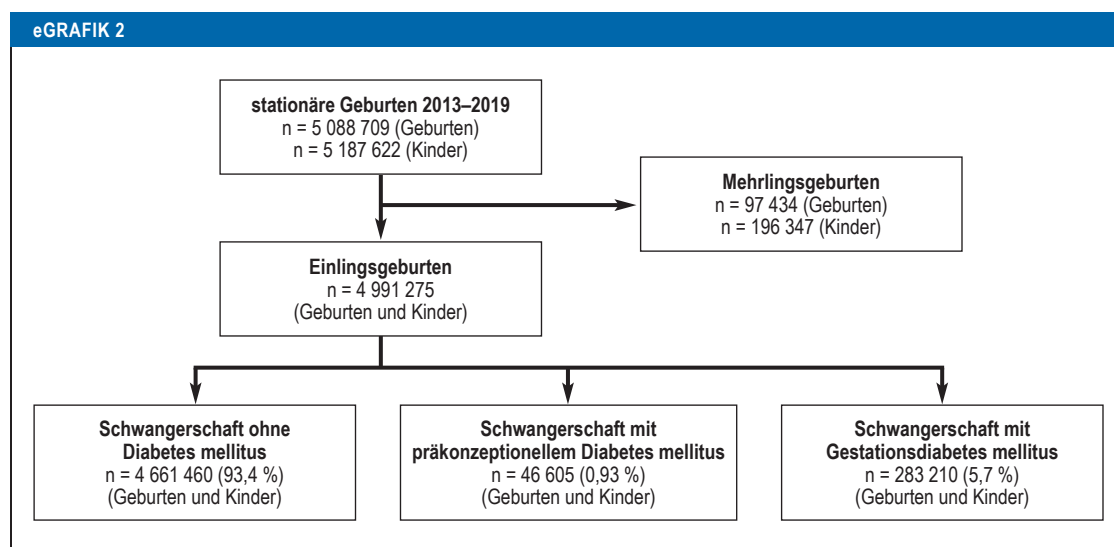 eGRAFIK 2
stationäre Geburten 2013–2019
n = 5 088 709 (Geburten)
n = 5 187 622 (Kinder)
Mehrlingsgeburten
n = 97 434 (Geburten)
n = 196 347 (Kinder)
Einlingsgeburten
n = 4 991 275
(Geburten und Kinder)
Schwangerschaft ohne
Diabetes mellitus
n = 4 661 460 (93,4 %)
(Geburten und Kinder)
Schwangerschaft mit
präkonzeptionellem Diabetes mellitus
n = 46 605 (0,93 %)
(Geburten und Kinder)
Schwangerschaft mit
Gestationsdiabetes mellitus
n = 283 210 (5,7 %)
(Geburten und Kinder)